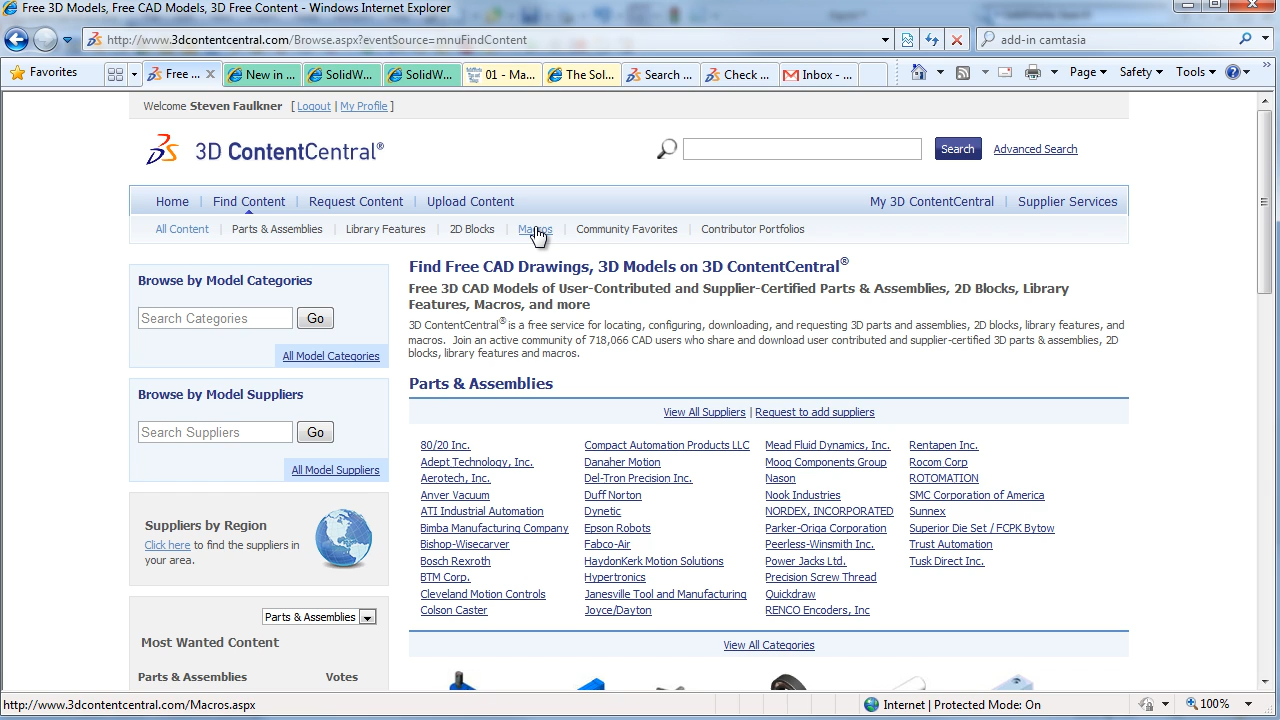 Free 3D Models, Free CAD Models, 3D Free Content - Windows Internet Explorer
http://www.3dcontentcentral.com/Browse.aspx?eventSource=mnuFindContent
add-in camtasia
Favorites
Free ...
New in ...
SolidW...
SolidW...
01 - Ma...
The Sol...
Search ...
Check ...
Inbox - ...
Page
Safety
Tools
Welcome Steven Faulkner [ Logout | My Profile ]
3D ContentCentral®
Search
Advanced Search
Home | Find Content | Request Content | Upload Content
My 3D ContentCentral | Supplier Services
All Content | Parts & Assemblies | Library Features | 2D Blocks | Macros | Community Favorites | Contributor Portfolios
Browse by Model Categories
Search Categories
Go
All Model Categories
Browse by Model Suppliers
Search Suppliers
Go
All Model Suppliers
Suppliers by Region
Click here to find the suppliers in
your area.
Parts & Assemblies
Most Wanted Content
Parts & Assemblies Votes
Find Free CAD Drawings, 3D Models on 3D ContentCentral®
Free 3D CAD Models of User-Contributed and Supplier-Certified Parts & Assemblies, 2D Blocks, Library
Features, Macros, and more
3D ContentCentral® is a free service for locating, configuring, downloading, and requesting 3D parts and assemblies, 2D blocks, library features, and
macros. Join an active community of 718,066 CAD users who share and download user contributed and supplier-certified 3D parts & assemblies, 2D
blocks, library features and macros.
Parts & Assemblies
View All Suppliers | Request to add suppliers
80/20 Inc.
Adept Technology, Inc.
Aerotech, Inc.
Anver Vacuum
ATI Industrial Automation
Bimba Manufacturing Company
Bishop-Wisecarver
Bosch Rexroth
BTM Corp.
Cleveland Motion Controls
Colson Caster
Compact Automation Products LLC
Danaher Motion
Del-Tron Precision Inc.
Duff Norton
Dynetic
Epson Robots
Fabco-Air
HaydonKerk Motion Solutions
Hypertronics
Janesville Tool and Manufacturing
Joyce/Dayton
Mead Fluid Dynamics, Inc.
Moog Components Group
Nason
Nook Industries
NORDEX, INCORPORATED
Parker-Origa Corporation
Peerless-Winsmith Inc.
Power Jacks Ltd.
Precision Screw Thread
Quickdraw
RENCO Encoders, Inc
Rentapen Inc.
Rocom Corp
ROTOMATION
SMC Corporation of America
Sunnex
Superior Die Set / FCPK Bytow
Trust Automation
Tusk Direct Inc.
View All Categories
http://www.3dcontentcentral.com/Macros.aspx
Internet | Protected Mode: On
100%